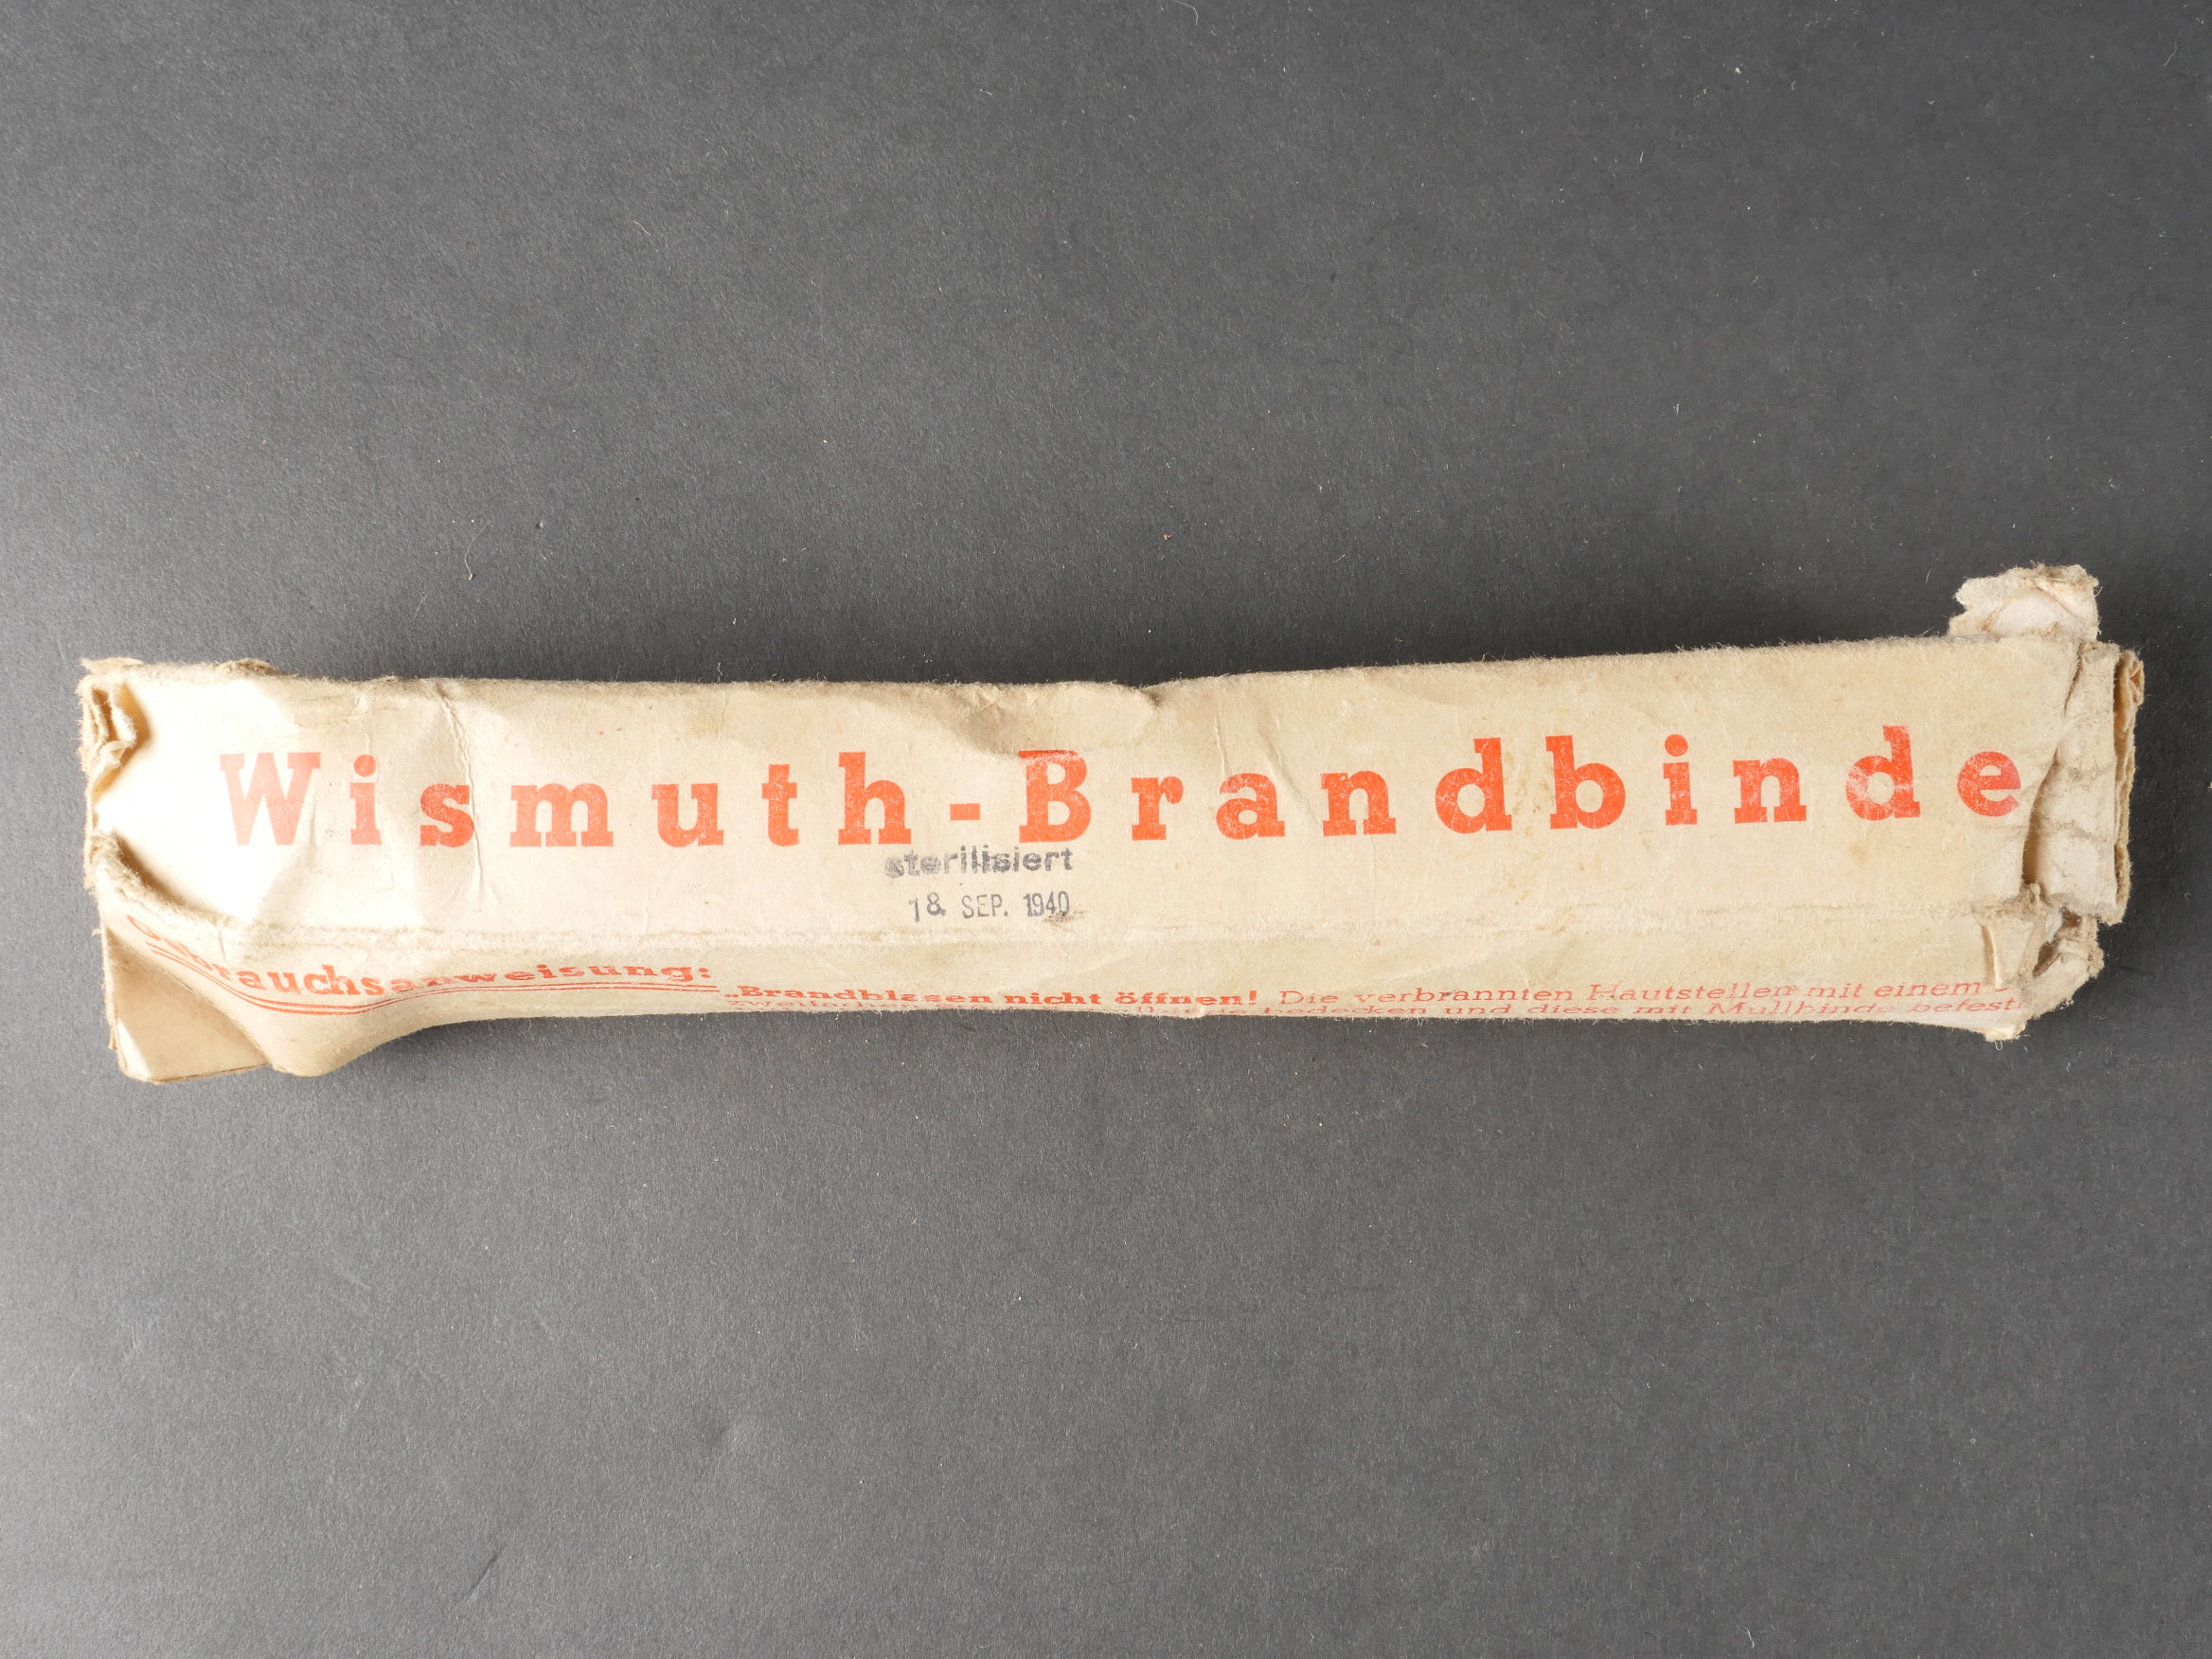 Wismuth-Brandbinde
sterilisiert
18. SEP. 1940
Gebrauchsanweisung:
„Brandblasen nicht öffnen! Die verbrannten Hautstellen mit einem
bedecken und diese mit Mullbinde befest